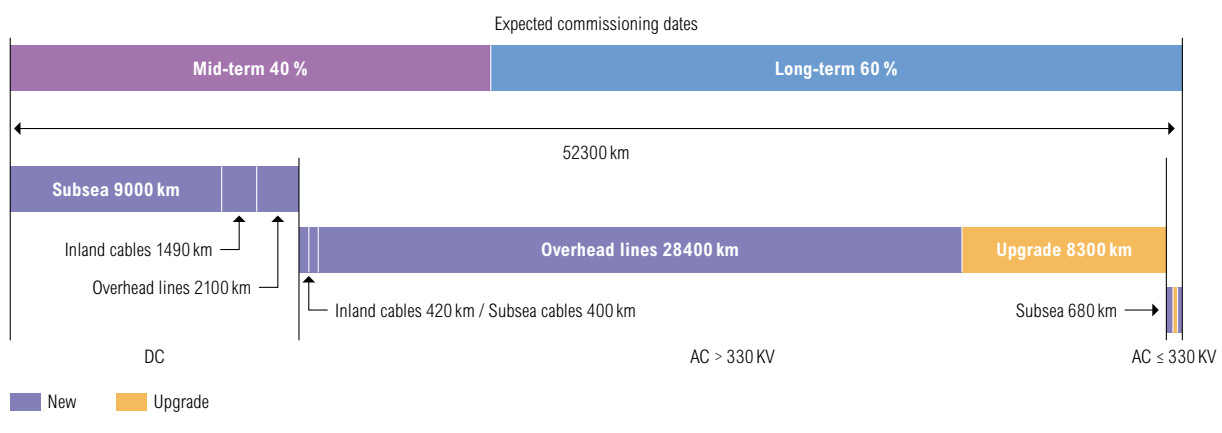 Expected commissioning dates
Mid-term 40 %
Long-term 60 %
52300 km
Subsea 9000 km
Inland cables 1490 km
Overhead lines 28400 km
Upgrade 8300 km
Overhead lines 2100 km
Inland cables 420 km / Subsea cables 400 km
Subsea 680 km
DC
AC > 330 KV
AC ≤ 330 KV
New
Upgrade